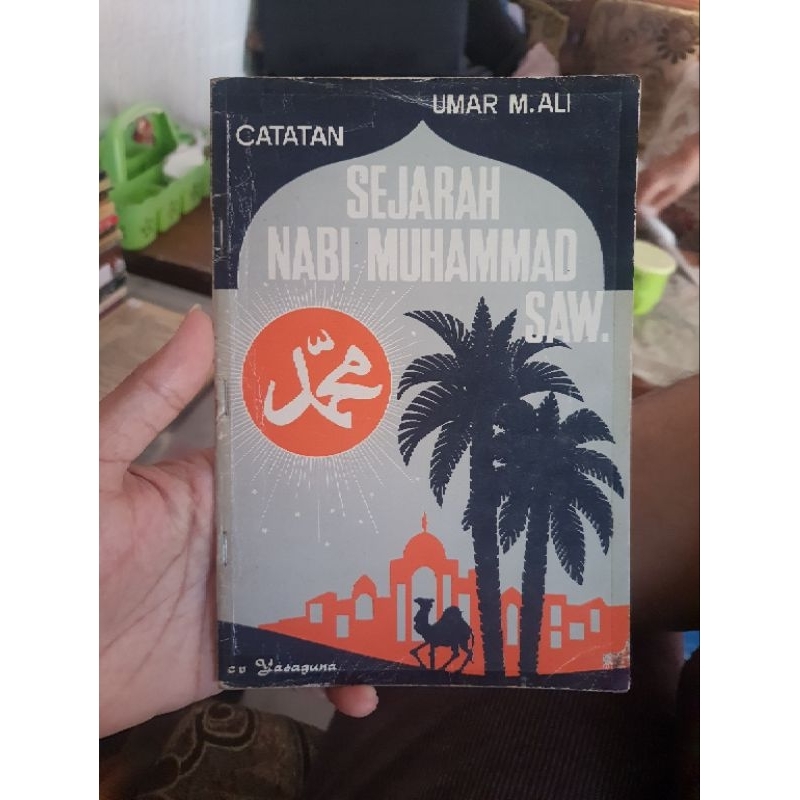 UMAR M. ALI
CATATAN
SEJARAH
NABI MUHAMMAD
SAW.
محمد
cv Yasaguna